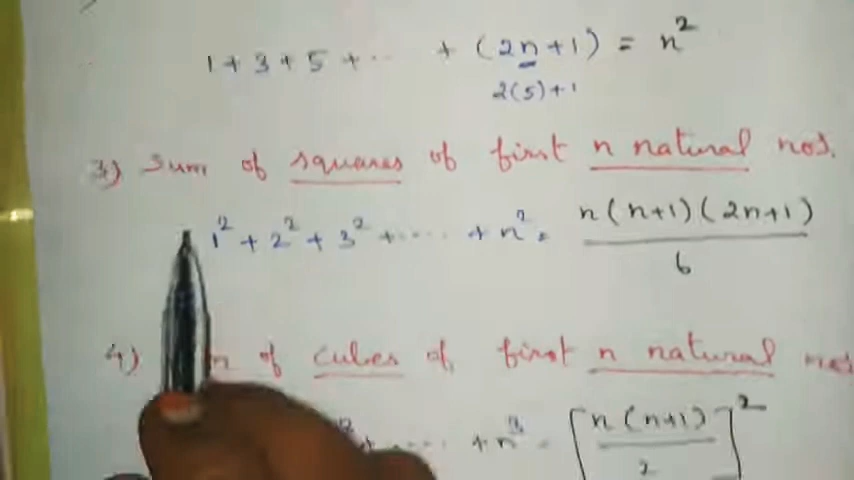 1 + 3 + 5 + ... + (2n+1) = n²
2(5)+1
3) Sum of squares of first n natural nos.
1² + 2² + 3² + ..... + n² = n(n+1)(2n+1) / 6
4) of cubes of first n natural nos
+ ..... + n³ = [n(n+1) / 2]²